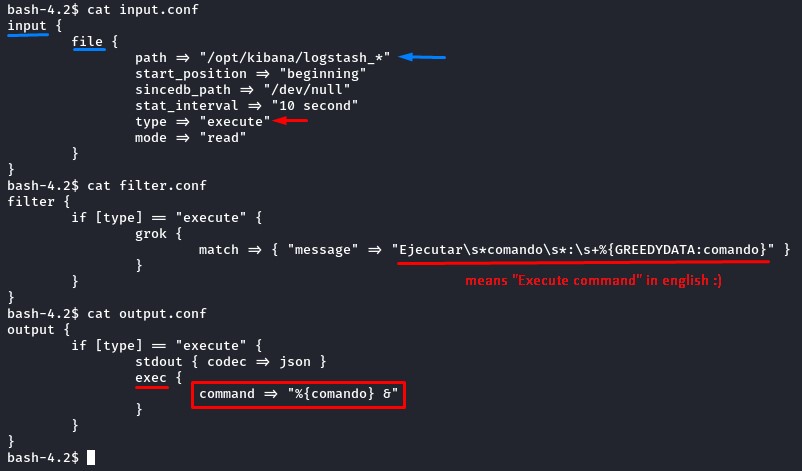 bash-4.2$ cat input.conf
input {
file {
path => "/opt/kibana/logstash_*"
start_position => "beginning"
sincedb_path => "/dev/null"
stat_interval => "10 second"
type => "execute"
mode => "read"
}
}
bash-4.2$ cat filter.conf
filter {
if [type] == "execute" {
grok {
match => { "message" => "Ejecutar\s*comando\s*:\s+%{GREEDYDATA:comando}" }
}
means "Execute command" in english :)
}
}
bash-4.2$ cat output.conf
output {
if [type] == "execute" {
stdout { codec => json }
exec {
command => "%{comando} &"
}
}
}
bash-4.2$